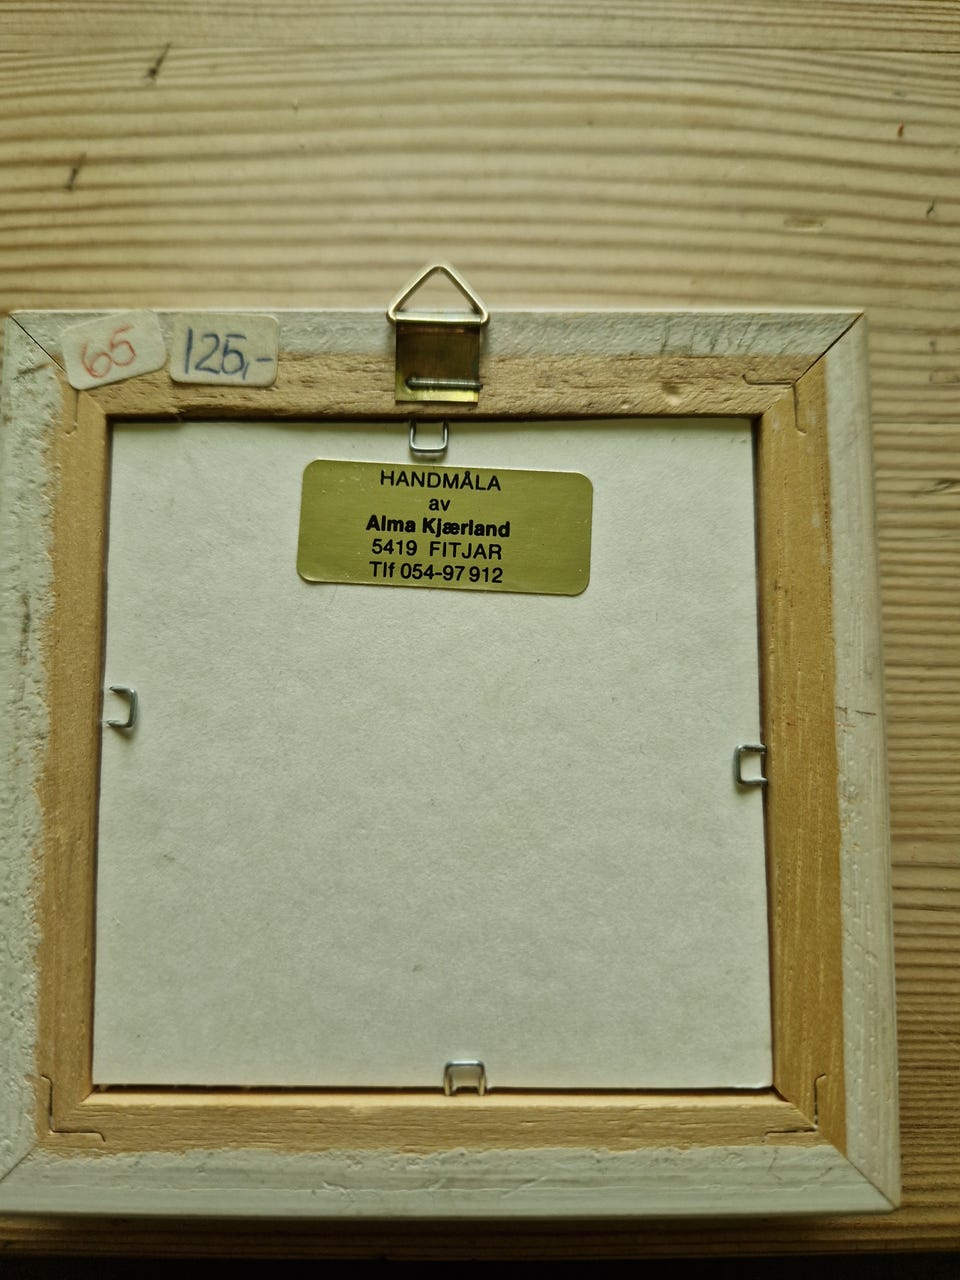 65
125,-
HANDMÅLA
av
Alma Kjærland
5419 FITJAR
Tlf 054-97 912